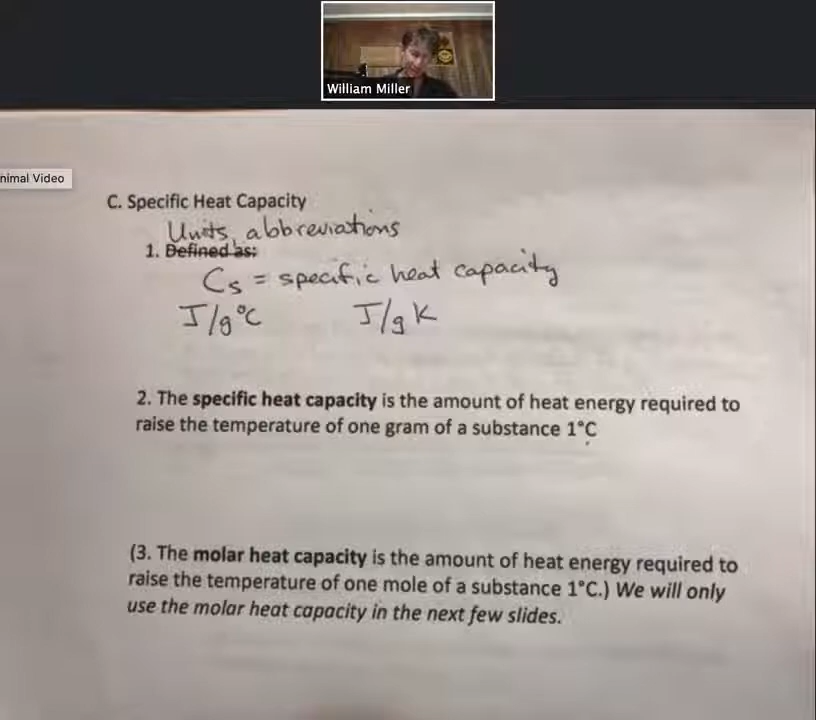 William Miller
nimal Video
C. Specific Heat Capacity
Units, abbreviations
1. Defined as:
Cs = specific heat capacity
J/g°C J/gK
2. The specific heat capacity is the amount of heat energy required to
raise the temperature of one gram of a substance 1°C
(3. The molar heat capacity is the amount of heat energy required to
raise the temperature of one mole of a substance 1°C.) We will only
use the molar heat capacity in the next few slides.